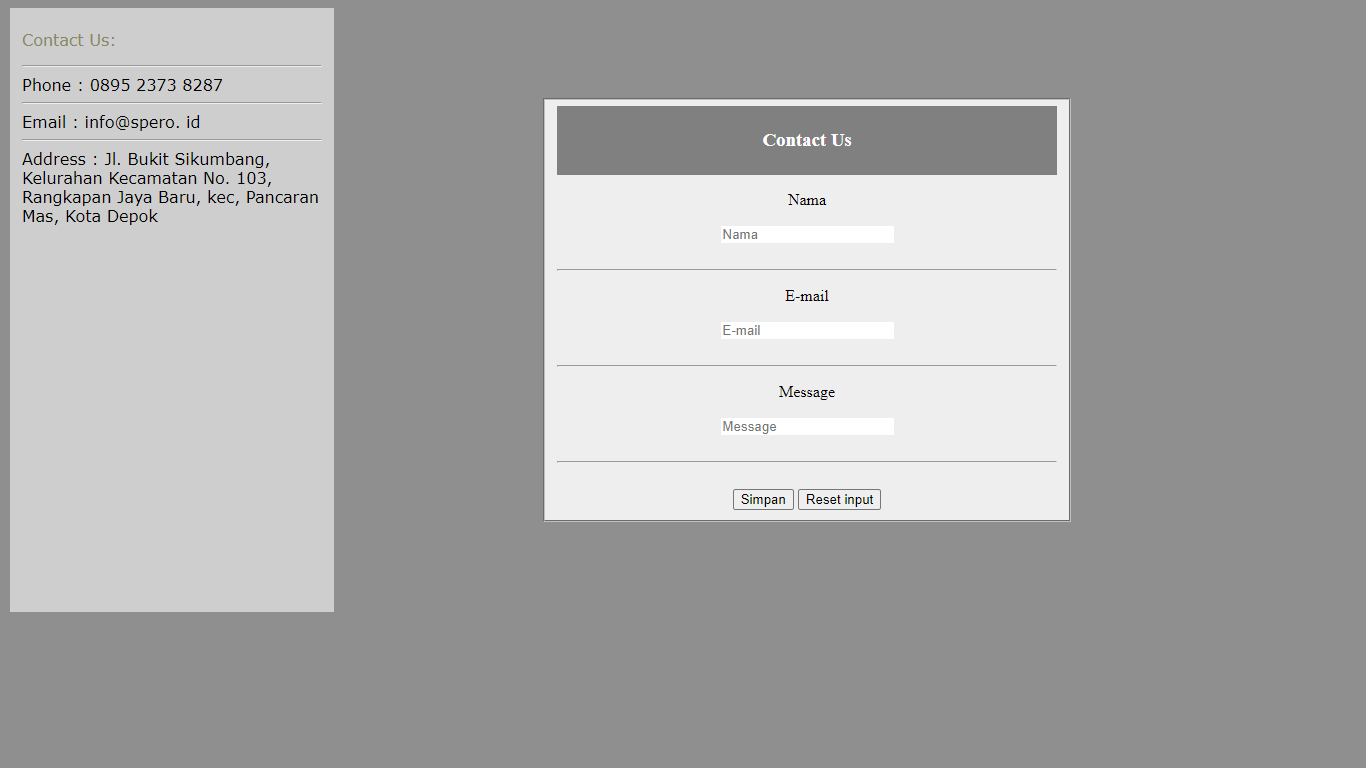 Contact Us:
Phone : 0895 2373 8287
Email : info@spero. id
Address : Jl. Bukit Sikumbang,
Kelurahan Kecamatan No. 103,
Rangkapan Jaya Baru, kec, Pancaran
Mas, Kota Depok
Contact Us
Nama
Nama
E-mail
E-mail
Message
Message
Simpan Reset input